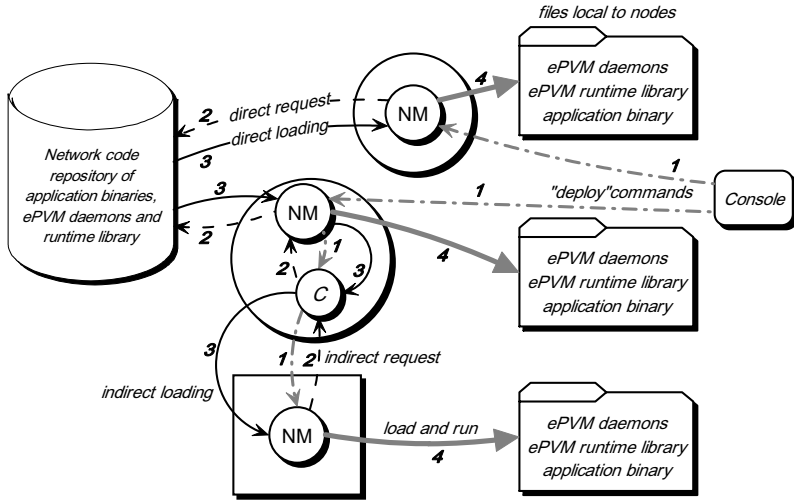 files local to nodes
ePVM daemons
ePVM runtime library
application binary
4
NM
2
direct request
direct loading
3
1
Network code
repository of
application binaries,
ePVM daemons and
runtime library
3
2
NM
1
"deploy"commands
Console
4
1
2
3
C
ePVM daemons
ePVM runtime library
application binary
3
1
2
indirect request
indirect loading
NM
load and run
4
ePVM daemons
ePVM runtime library
application binary